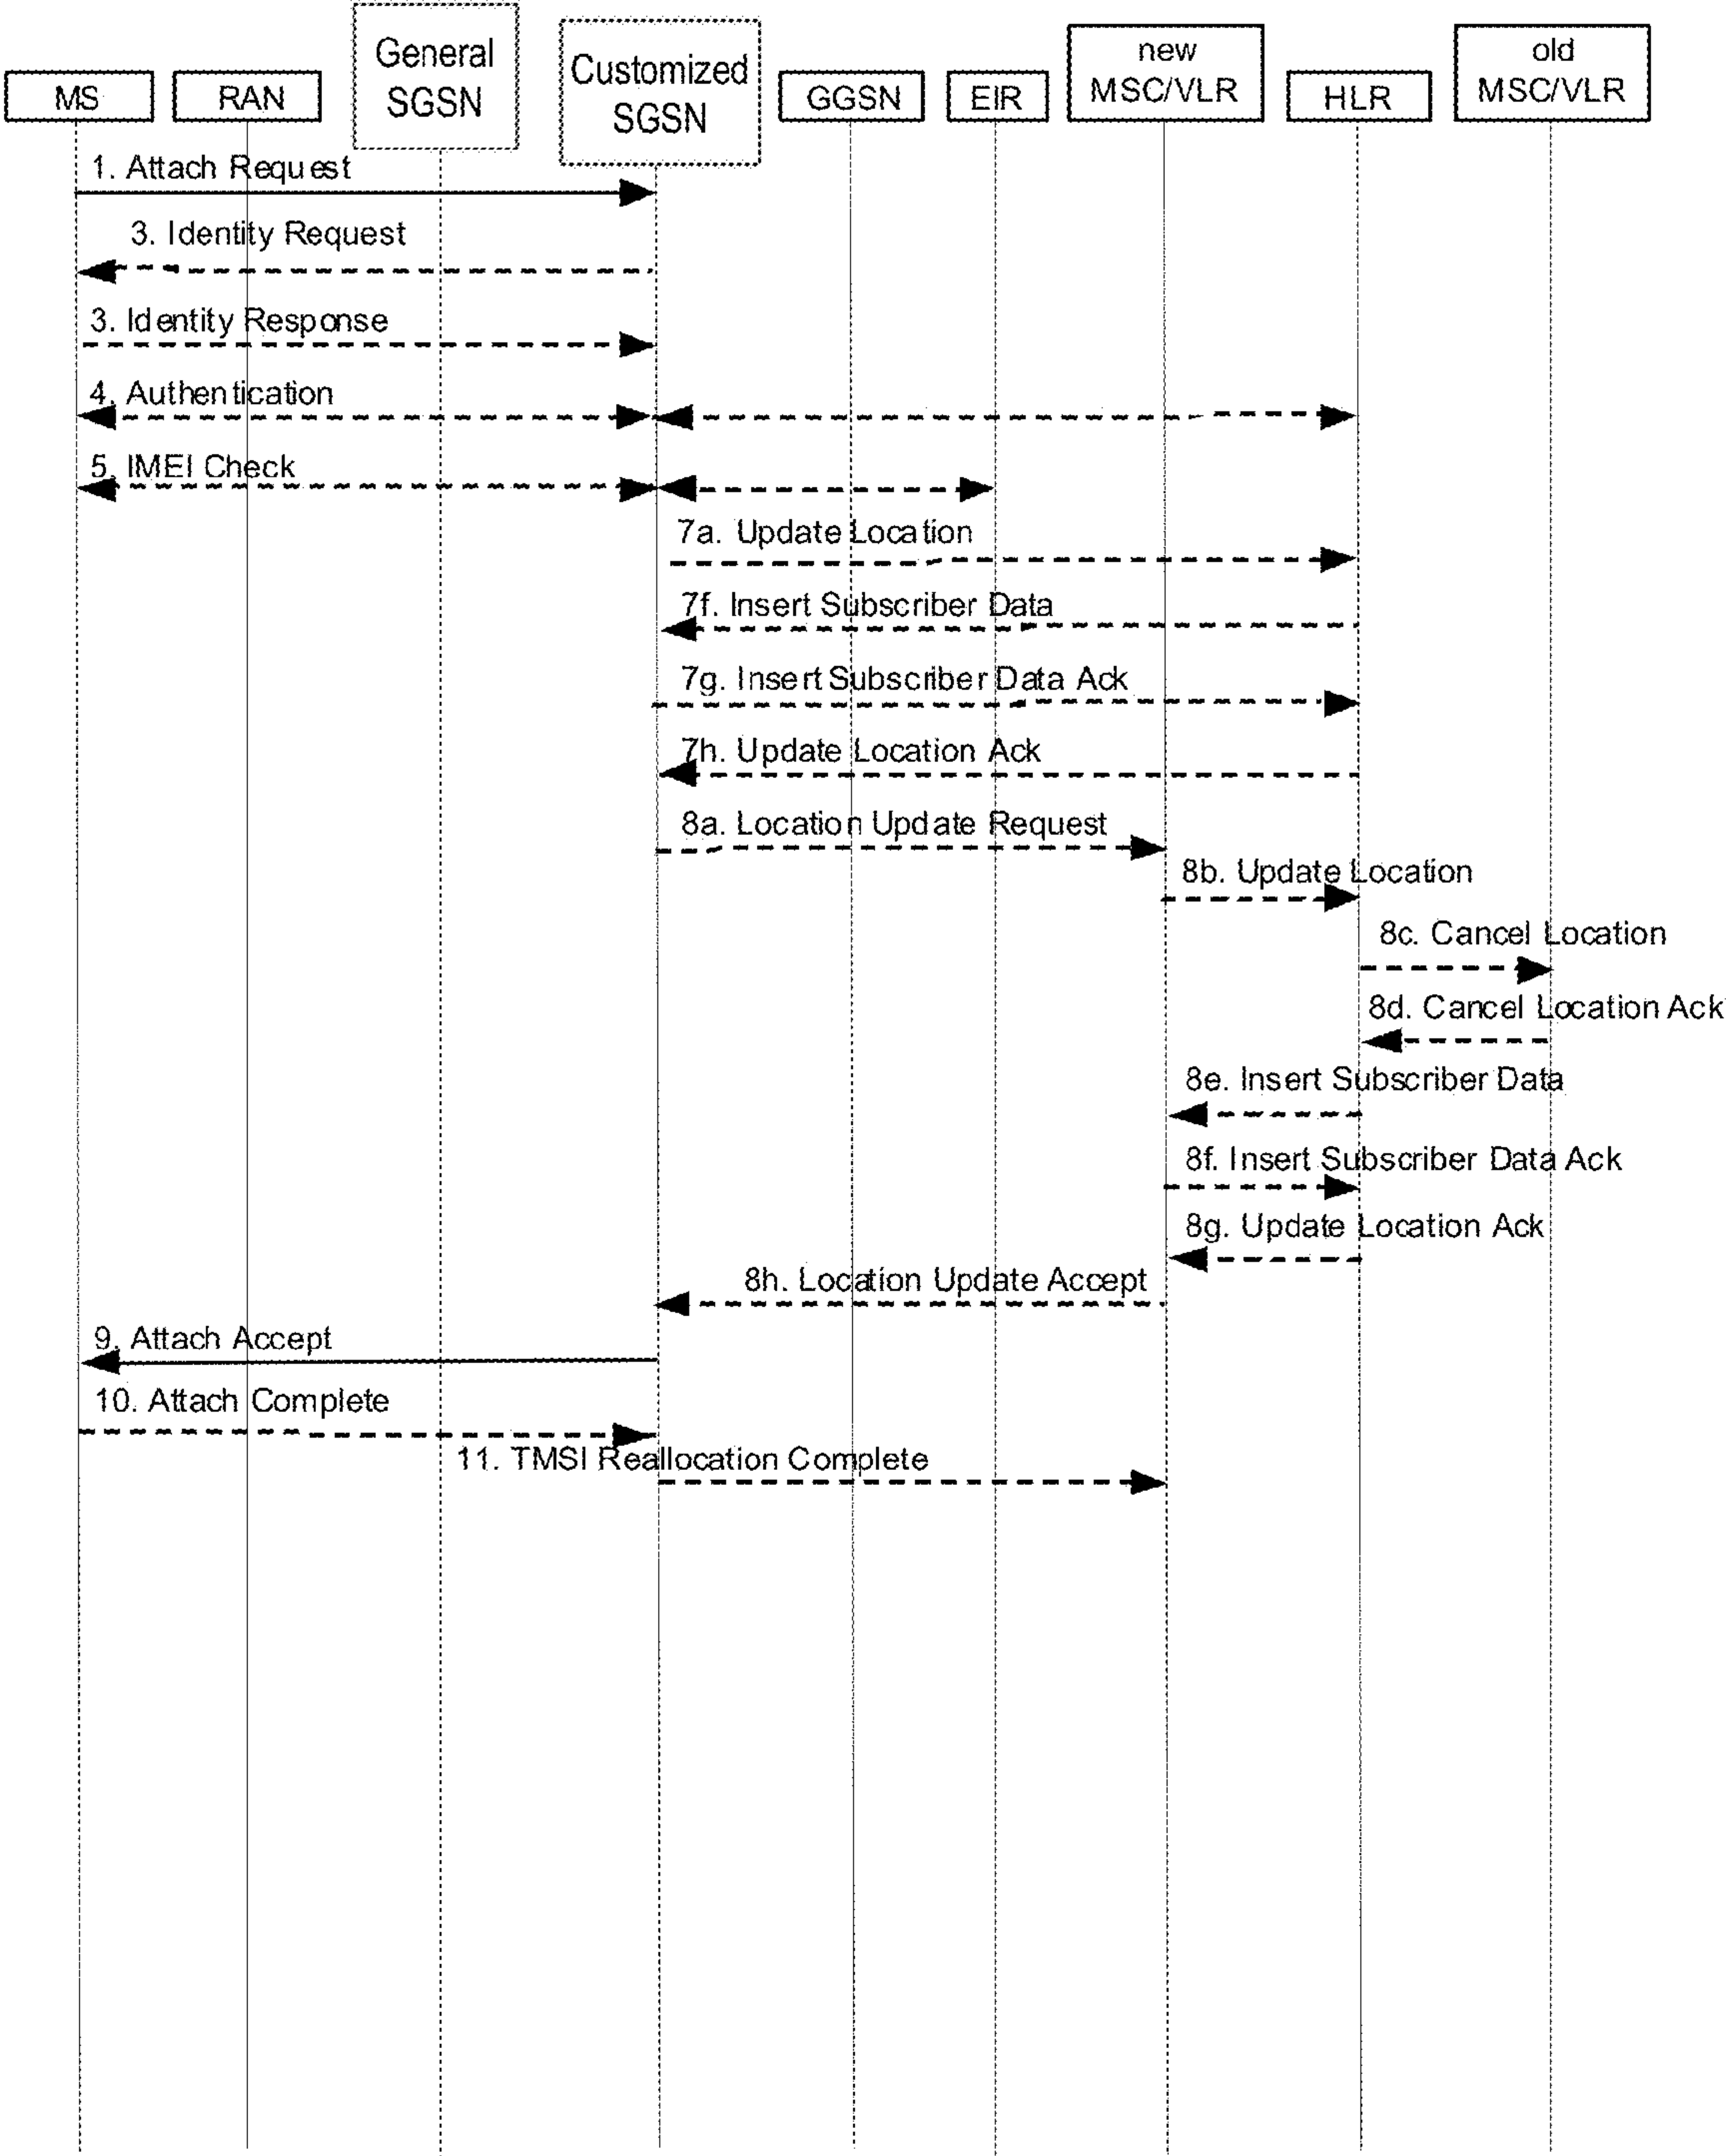 MS
RAN
General
SGSN
Customized
SGSN
GGSN
EIR
new
MSC/VLR
HLR
old
MSC/VLR
1. Attach Request
3. Identity Request
3. Identity Response
4. Authentication
5. IMEI Check
7a. Update Location
7f. Insert Subscriber Data
7g. Insert Subscriber Data Ack
7h. Update Location Ack
8a. Location Update Request
8b. Update Location
8c. Cancel Location
8d. Cancel Location Ack
8e. Insert Subscriber Data
8f. Insert Subscriber Data Ack
8g. Update Location Ack
8h. Location Update Accept
9. Attach Accept
10. Attach Complete
11. TMSI Reallocation Complete